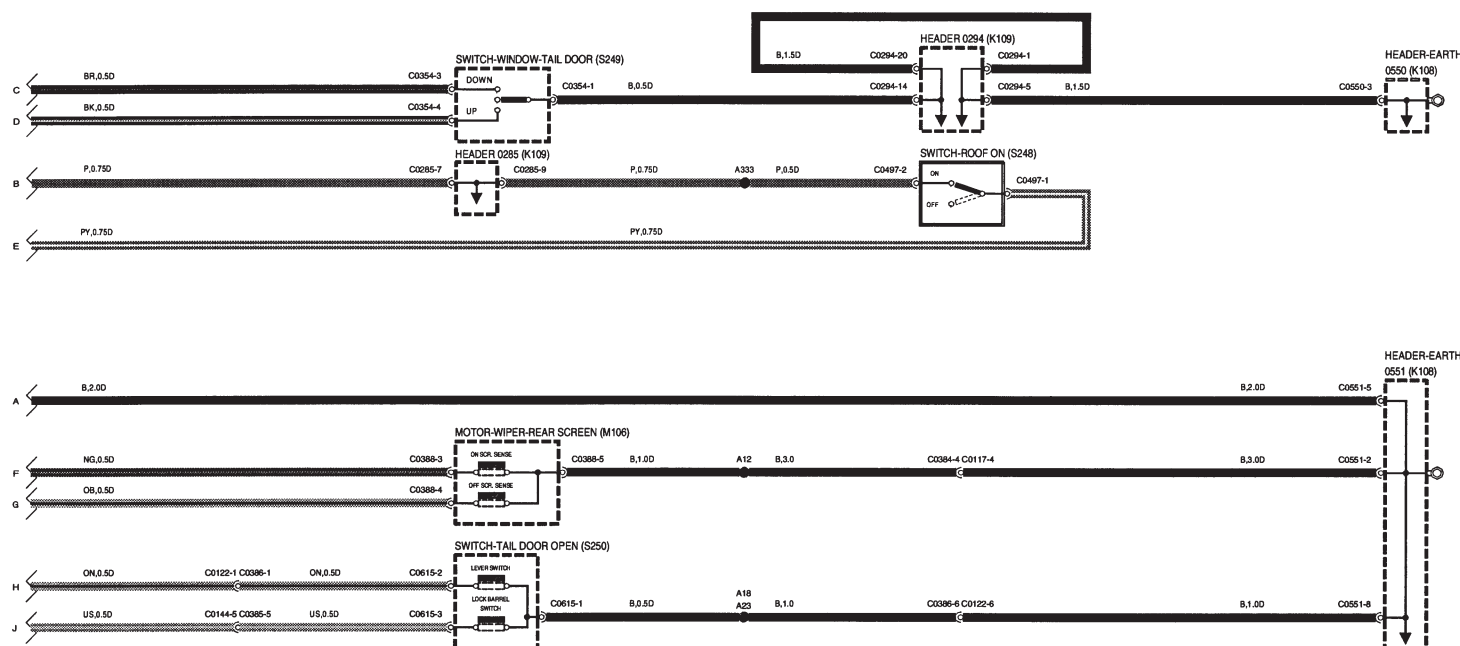 HEADER 0294 (K109)
B,1.5D C0294-20 C0294-1
HEADER-EARTH
0550 (K108)
SWITCH-WINDOW-TAIL DOOR (S249)
C BR,0.5D C0354-3 DOWN C0354-1 B,0.5D C0294-14 C0294-5 B,1.5D C0550-3
D BK,0.5D C0354-4 UP
HEADER 0285 (K109) SWITCH-ROOF ON (S248)
B P,0.75D C0285-7 C0285-9 P,0.75D A333 P,0.5D C0497-2 ON C0497-1
OFF
E PY,0.75D PY,0.75D
HEADER-EARTH
0551 (K108)
A B,2.0D B,2.0D C0551-5
MOTOR-WIPER-REAR SCREEN (M106)
F NG,0.5D C0388-3 ON SCR. SENSE C0388-5 B,1.0D A12 B,3.0 C0384-4 C0117-4 B,3.0D C0551-2
G OB,0.5D C0388-4 OFF SCR. SENSE
SWITCH-TAIL DOOR OPEN (S250)
H ON,0.5D C0122-1 C0386-1 ON,0.5D C0615-2 LEVER SWITCH
A18
C0615-1 B,0.5D A23 B,1.0 C0386-6 C0122-6 B,1.0D C0551-8
J US,0.5D C0144-5 C0385-5 US,0.5D C0615-3 LOCK BARREL
SWITCH